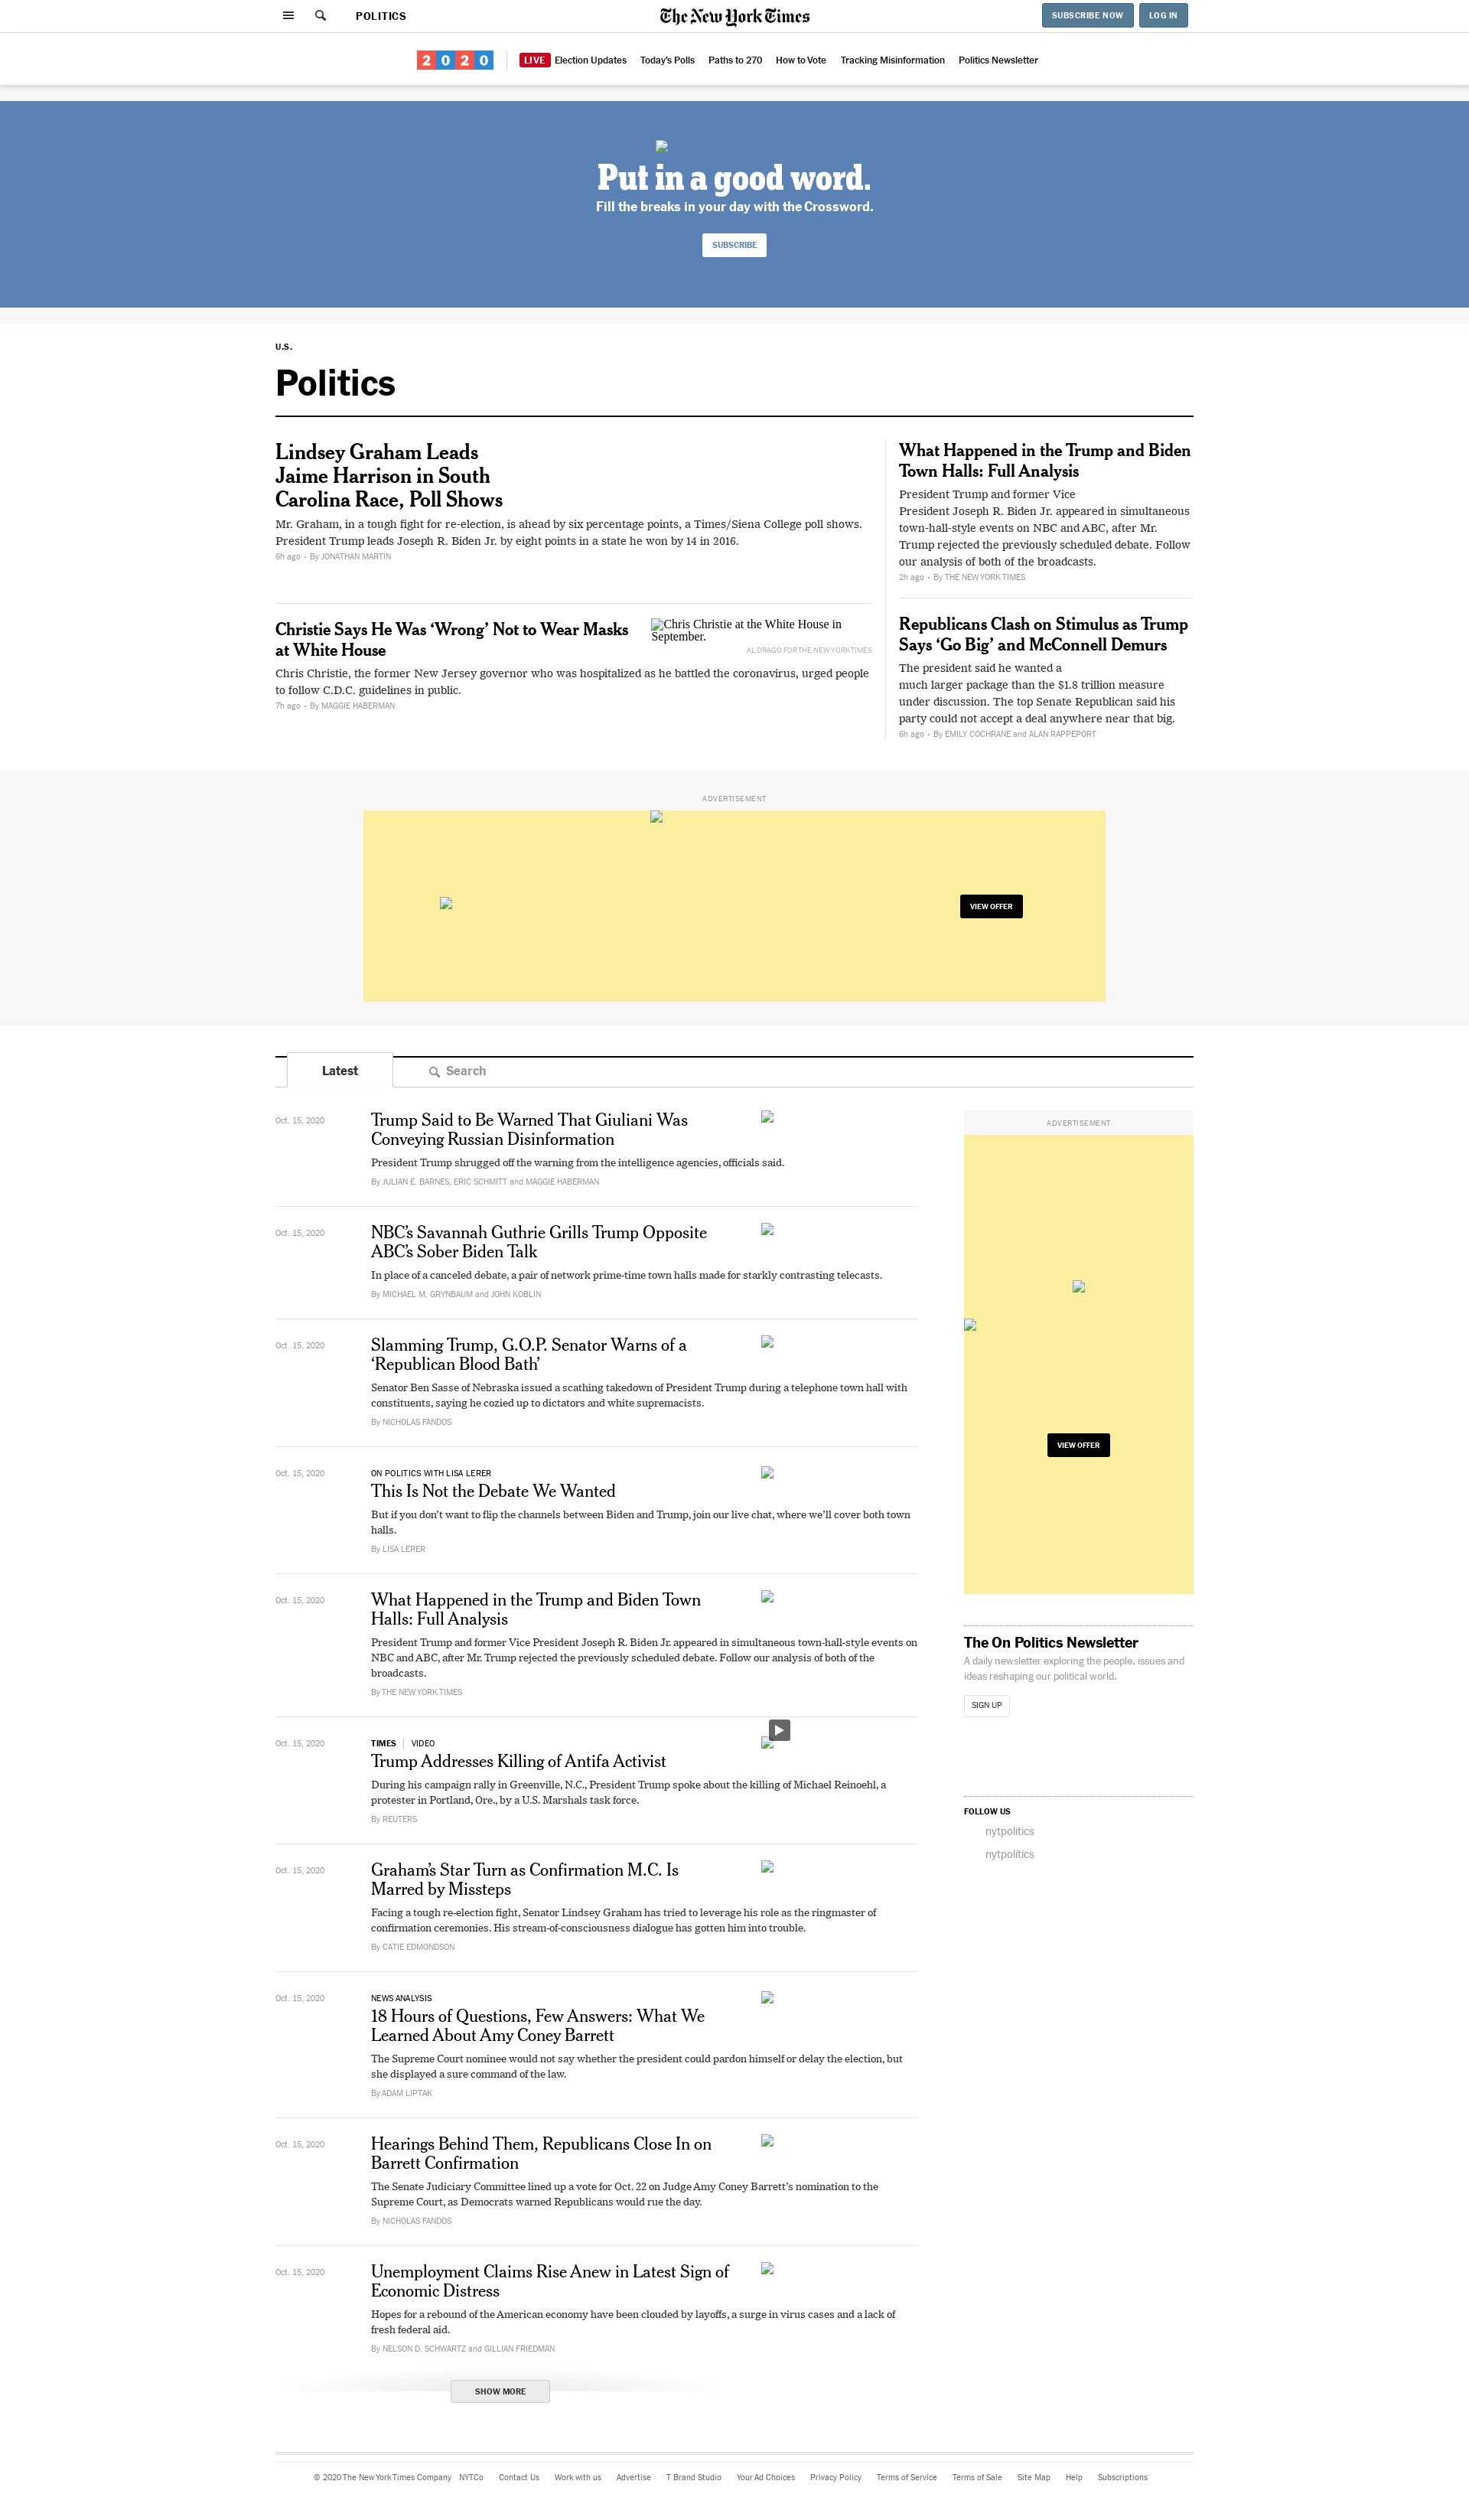 POLITICS
The New York Times
SUBSCRIBE NOW
LOG IN
2020
LIVE Election Updates
Today's Polls
Paths to 270
How to Vote
Tracking Misinformation
Politics Newsletter
Put in a good word.
Fill the breaks in your day with the Crossword.
SUBSCRIBE
U.S.
Politics
Lindsey Graham Leads
Jaime Harrison in South
Carolina Race, Poll Shows
Mr. Graham, in a tough fight for re-election, is ahead by six percentage points, a Times/Siena College poll shows.
President Trump leads Joseph R. Biden Jr. by eight points in a state he won by 14 in 2016.
6h ago • By JONATHAN MARTIN
Christie Says He Was ‘Wrong’ Not to Wear Masks
at White House
Chris Christie at the White House in
September.
AL DRAGO FOR THE NEW YORK TIMES
Chris Christie, the former New Jersey governor who was hospitalized as he battled the coronavirus, urged people
to follow C.D.C. guidelines in public.
7h ago • By MAGGIE HABERMAN
What Happened in the Trump and Biden
Town Halls: Full Analysis
President Trump and former Vice
President Joseph R. Biden Jr. appeared in simultaneous
town-hall-style events on NBC and ABC, after Mr.
Trump rejected the previously scheduled debate. Follow
our analysis of both of the broadcasts.
2h ago • By THE NEW YORK TIMES
Republicans Clash on Stimulus as Trump
Says ‘Go Big’ and McConnell Demurs
The president said he wanted a
much larger package than the $1.8 trillion measure
under discussion. The top Senate Republican said his
party could not accept a deal anywhere near that big.
6h ago • By EMILY COCHRANE and ALAN RAPPEPORT
ADVERTISEMENT
VIEW OFFER
Latest
Search
Oct. 15, 2020
Trump Said to Be Warned That Giuliani Was
Conveying Russian Disinformation
President Trump shrugged off the warning from the intelligence agencies, officials said.
By JULIAN E. BARNES, ERIC SCHMITT and MAGGIE HABERMAN
Oct. 15, 2020
NBC’s Savannah Guthrie Grills Trump Opposite
ABC’s Sober Biden Talk
In place of a canceled debate, a pair of network prime-time town halls made for starkly contrasting telecasts.
By MICHAEL M. GRYNBAUM and JOHN KOBLIN
Oct. 15, 2020
Slamming Trump, G.O.P. Senator Warns of a
‘Republican Blood Bath’
Senator Ben Sasse of Nebraska issued a scathing takedown of President Trump during a telephone town hall with
constituents, saying he cozied up to dictators and white supremacists.
By NICHOLAS FANDOS
Oct. 15, 2020
ON POLITICS WITH LISA LERER
This Is Not the Debate We Wanted
But if you don’t want to flip the channels between Biden and Trump, join our live chat, where we’ll cover both town
halls.
By LISA LERER
Oct. 15, 2020
What Happened in the Trump and Biden Town
Halls: Full Analysis
President Trump and former Vice President Joseph R. Biden Jr. appeared in simultaneous town-hall-style events on
NBC and ABC, after Mr. Trump rejected the previously scheduled debate. Follow our analysis of both of the
broadcasts.
By THE NEW YORK TIMES
Oct. 15, 2020
TIMES | VIDEO
Trump Addresses Killing of Antifa Activist
During his campaign rally in Greenville, N.C., President Trump spoke about the killing of Michael Reinoehl, a
protester in Portland, Ore., by a U.S. Marshals task force.
By REUTERS
Oct. 15, 2020
Graham’s Star Turn as Confirmation M.C. Is
Marred by Missteps
Facing a tough re-election fight, Senator Lindsey Graham has tried to leverage his role as the ringmaster of
confirmation ceremonies. His stream-of-consciousness dialogue has gotten him into trouble.
By CATIE EDMONDSON
Oct. 15, 2020
NEWS ANALYSIS
18 Hours of Questions, Few Answers: What We
Learned About Amy Coney Barrett
The Supreme Court nominee would not say whether the president could pardon himself or delay the election, but
she displayed a sure command of the law.
By ADAM LIPTAK
Oct. 15, 2020
Hearings Behind Them, Republicans Close In on
Barrett Confirmation
The Senate Judiciary Committee lined up a vote for Oct. 22 on Judge Amy Coney Barrett’s nomination to the
Supreme Court, as Democrats warned Republicans would rue the day.
By NICHOLAS FANDOS
Oct. 15, 2020
Unemployment Claims Rise Anew in Latest Sign of
Economic Distress
Hopes for a rebound of the American economy have been clouded by layoffs, a surge in virus cases and a lack of
fresh federal aid.
By NELSON D. SCHWARTZ and GILLIAN FRIEDMAN
SHOW MORE
ADVERTISEMENT
VIEW OFFER
The On Politics Newsletter
A daily newsletter exploring the people, issues and
ideas reshaping our political world.
SIGN UP
FOLLOW US
nytpolitics
nytpolitics
© 2020 The New York Times Company
NYTCo
Contact Us
Work with us
Advertise
T Brand Studio
Your Ad Choices
Privacy Policy
Terms of Service
Terms of Sale
Site Map
Help
Subscriptions